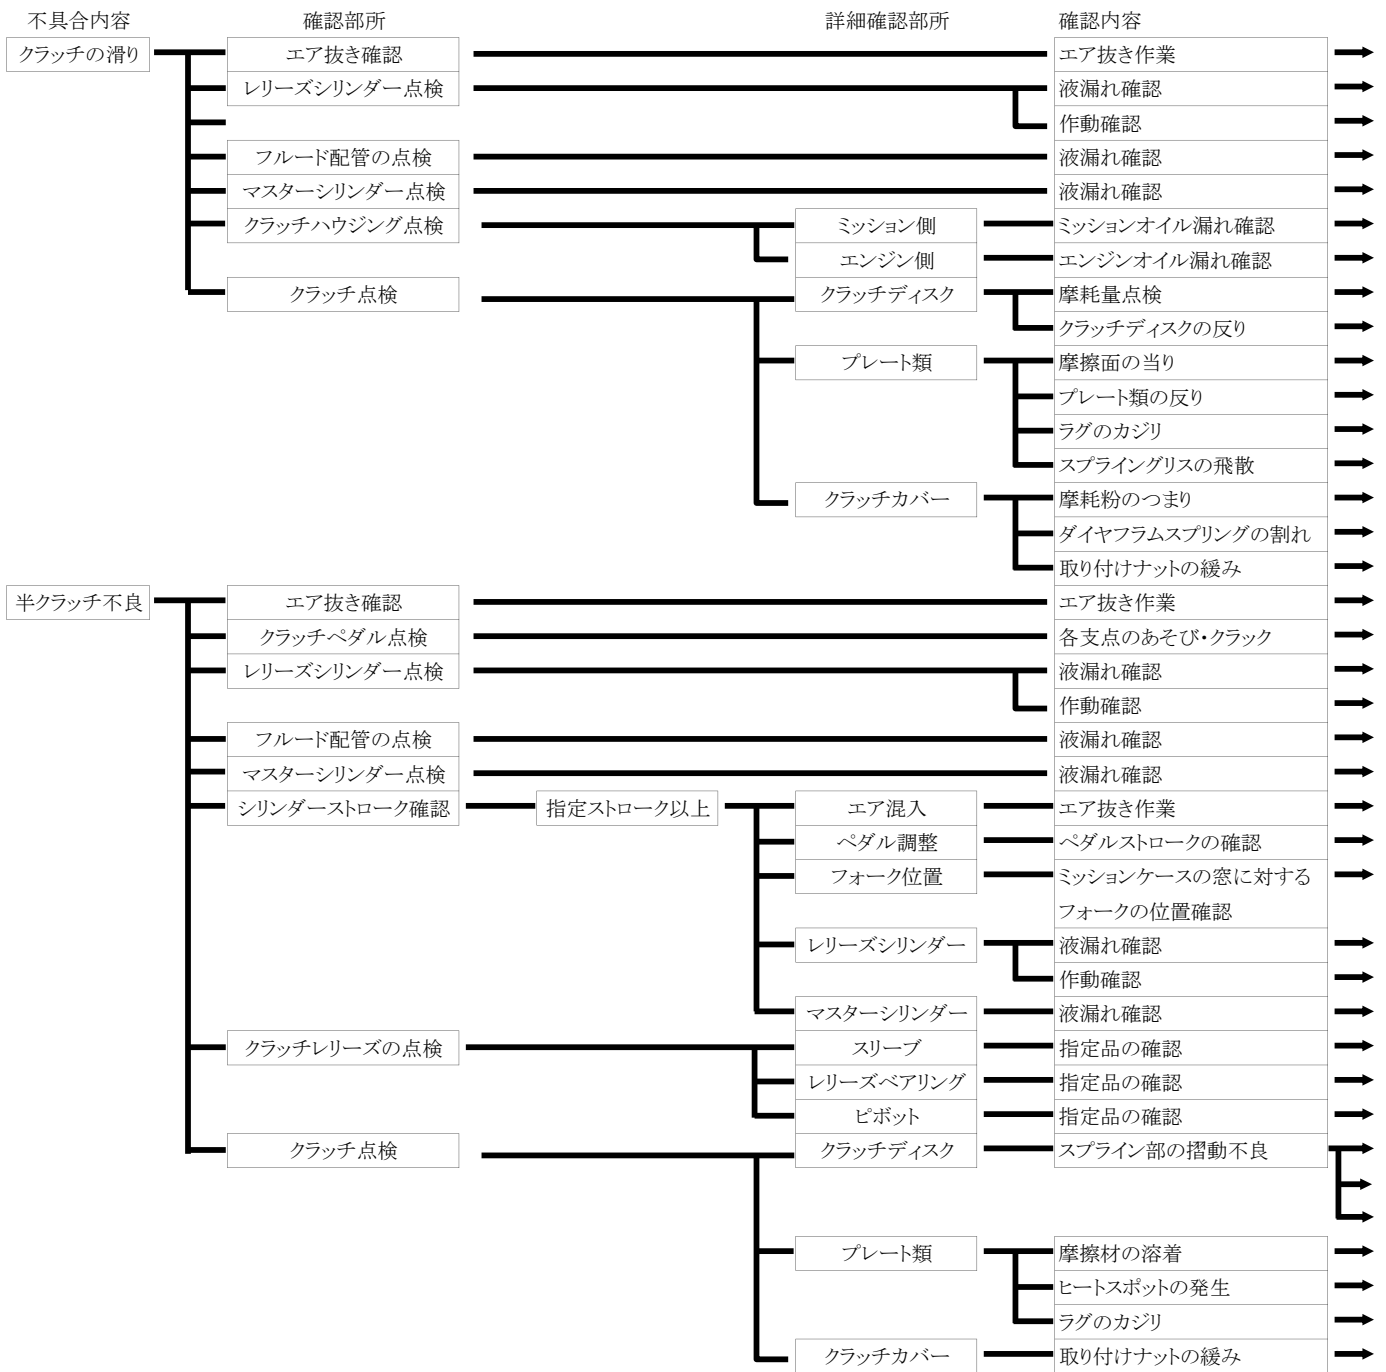 不具合内容 確認部所 詳細確認部所 確認内容
クラッチの滑り エア抜き確認 エア抜き作業
レリーズシリンダー点検 液漏れ確認
作動確認
フルード配管の点検 液漏れ確認
マスターシリンダー点検 液漏れ確認
クラッチハウジング点検 ミッション側 ミッションオイル漏れ確認
エンジン側 エンジンオイル漏れ確認
クラッチ点検 クラッチディスク 摩耗量点検
クラッチディスクの反り
プレート類 摩擦面の当り
プレート類の反り
ラグのカジリ
スプライングリスの飛散
クラッチカバー 摩耗粉のつまり
ダイヤフラムスプリングの割れ
取り付けナットの緩み
半クラッチ不良 エア抜き確認 エア抜き作業
クラッチペダル点検 各支点のあそび・クラック
レリーズシリンダー点検 液漏れ確認
作動確認
フルード配管の点検 液漏れ確認
マスターシリンダー点検 液漏れ確認
シリンダーストローク確認 指定ストローク以上 エア混入 エア抜き作業
ペダル調整 ペダルストロークの確認
フォーク位置 ミッションケースの窓に対する
フォークの位置確認
レリーズシリンダー 液漏れ確認
作動確認
マスターシリンダー 液漏れ確認
クラッチレリーズの点検 スリーブ 指定品の確認
レリーズベアリング 指定品の確認
ピボット 指定品の確認
クラッチ点検 クラッチディスク スプライン部の摺動不良
プレート類 摩擦材の溶着
ヒートスポットの発生
ラグのカジリ
クラッチカバー 取り付けナットの緩み